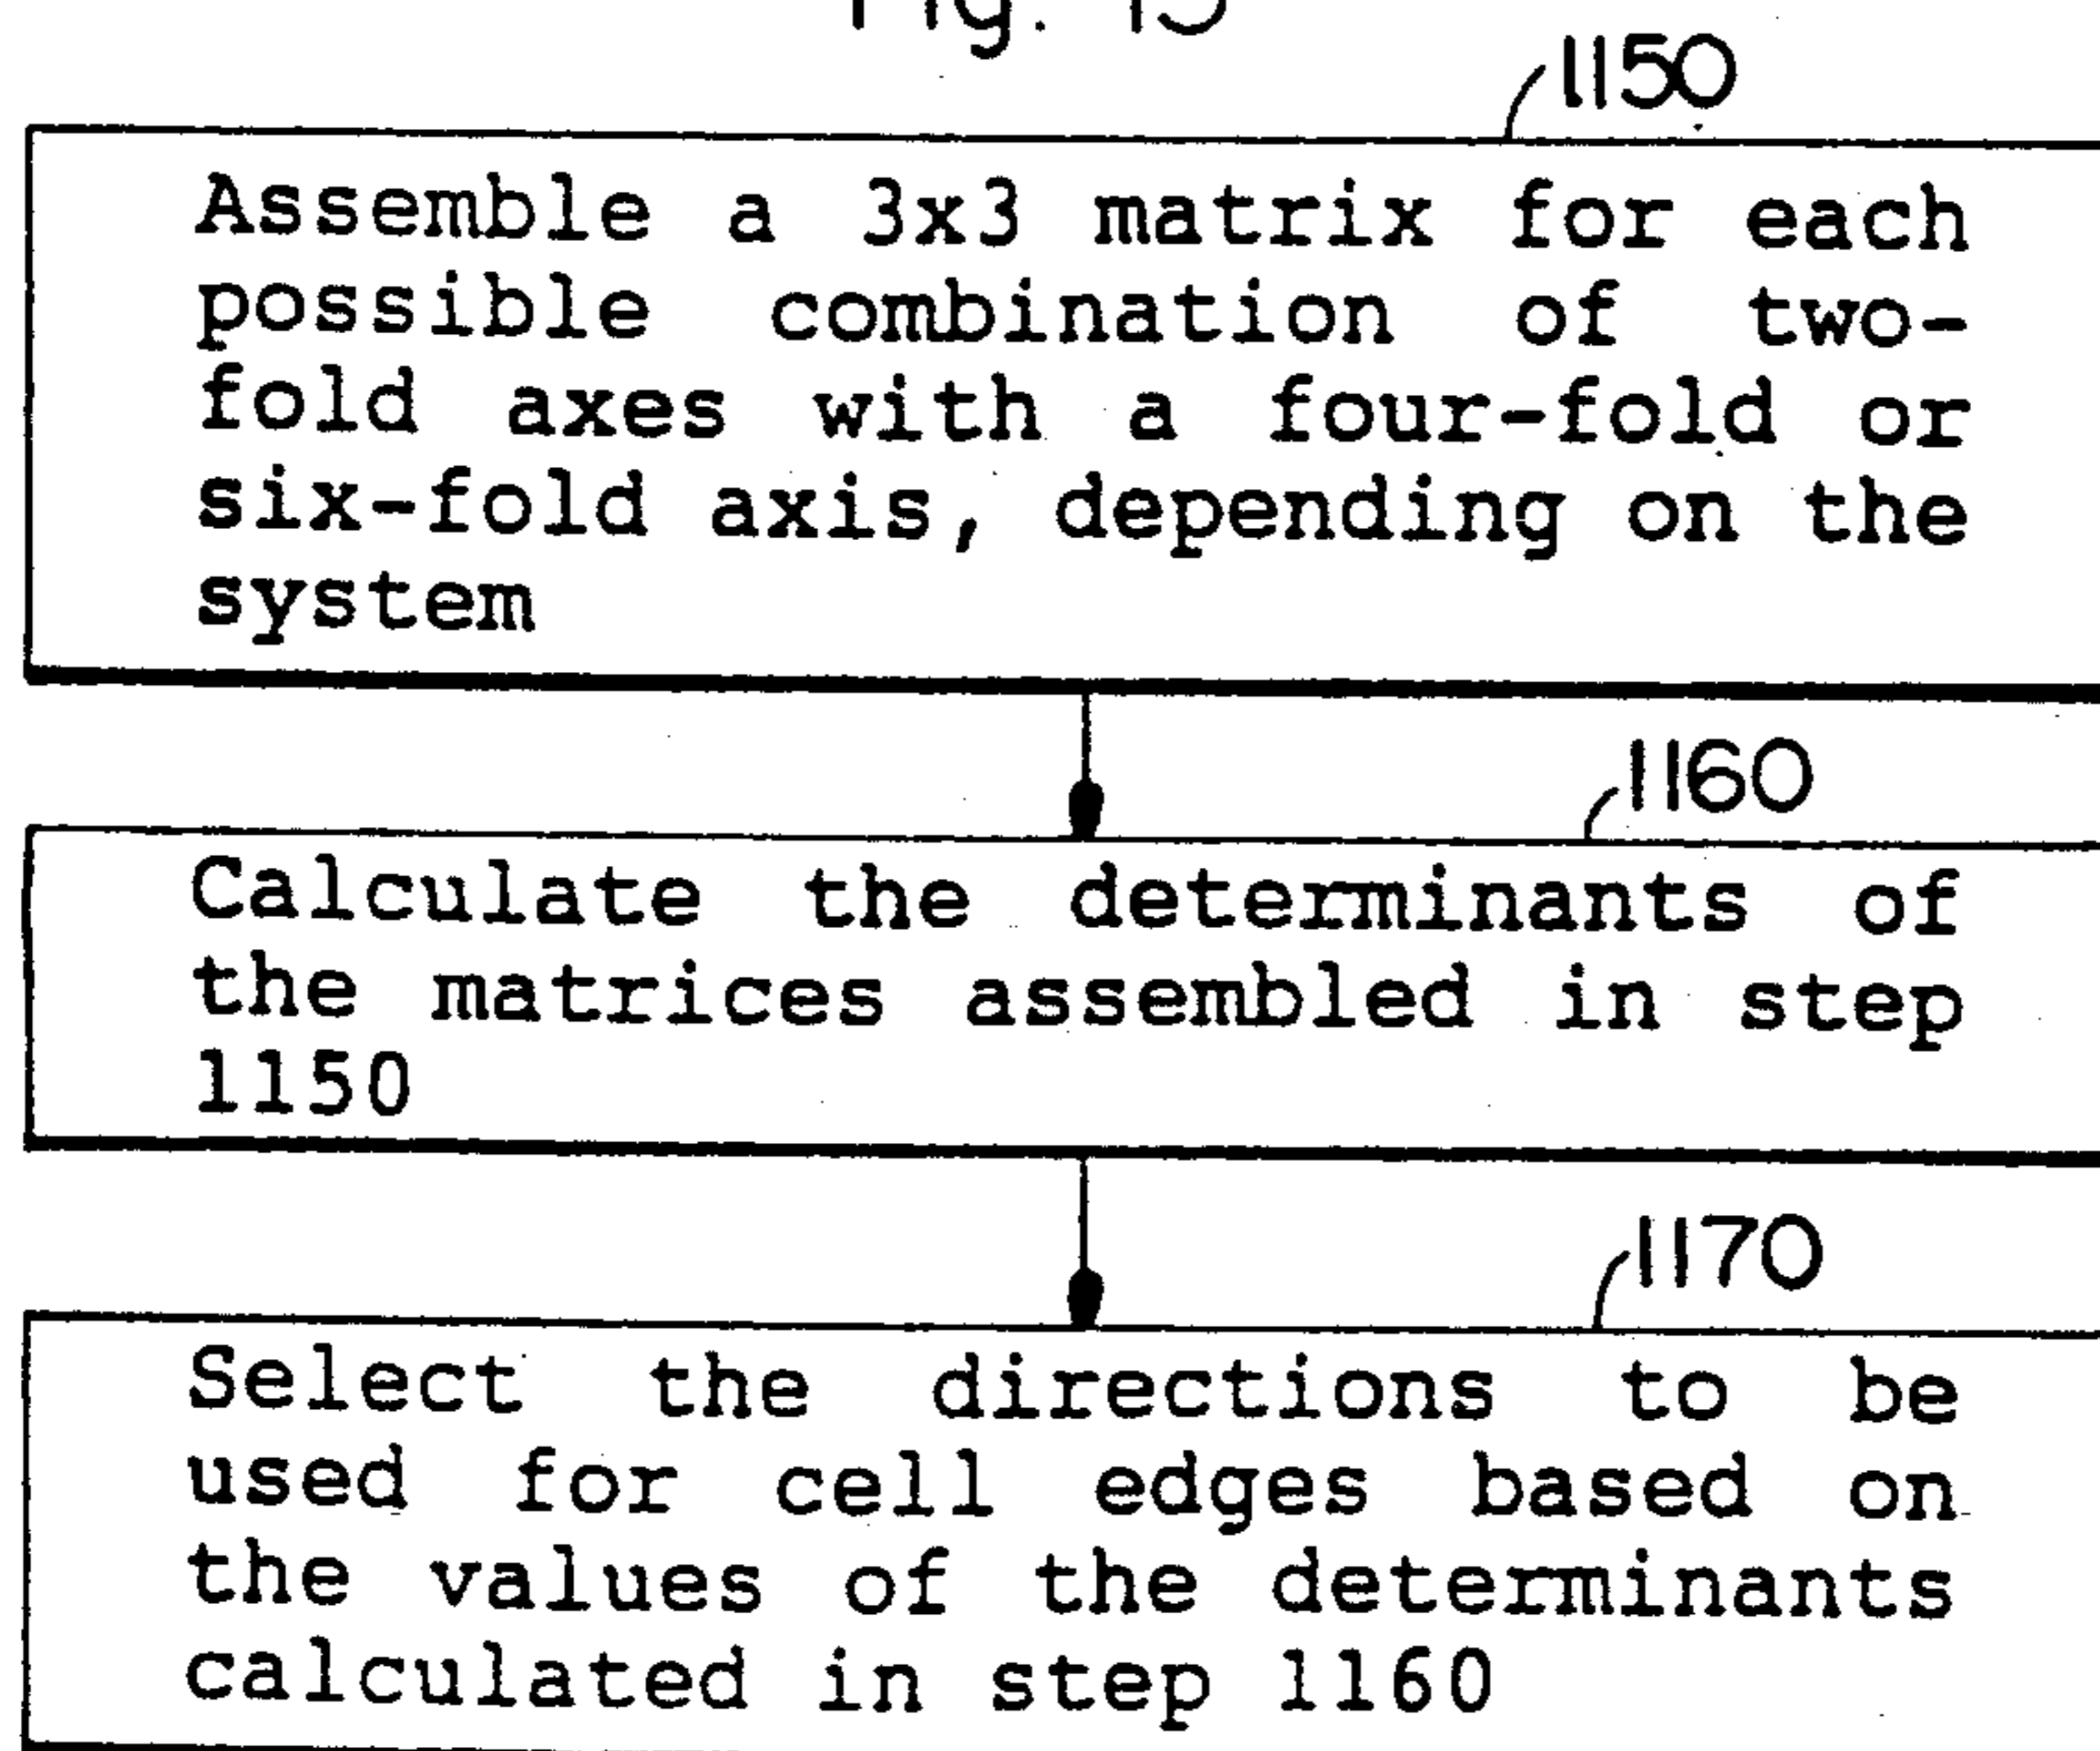 Fig. 15
1150
Assemble a 3x3 matrix for each
possible combination of two-
fold axes with a four-fold or
six-fold axis, depending on the
system
1160
Calculate the determinants of
the matrices assembled in step
1150
1170
Select the directions to be
used for cell edges based on
the values of the determinants
calculated in step 1160